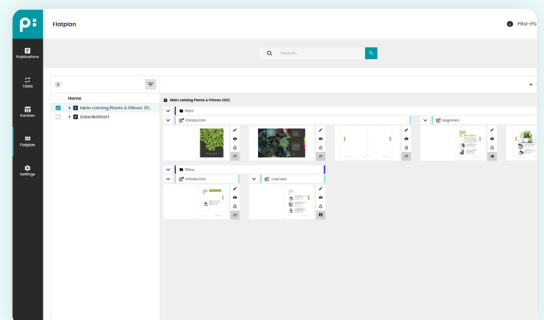 p:
Flatplan
PRM-PS
Search...
Publications
Tasks
Kanban
Flatplan
Settings
Name
Main catalog Plants & Pillows 20..
Main catalog Plants & Pillows 2022
Plant
Introduction
Beginners
Pillow
Introduction
Overview